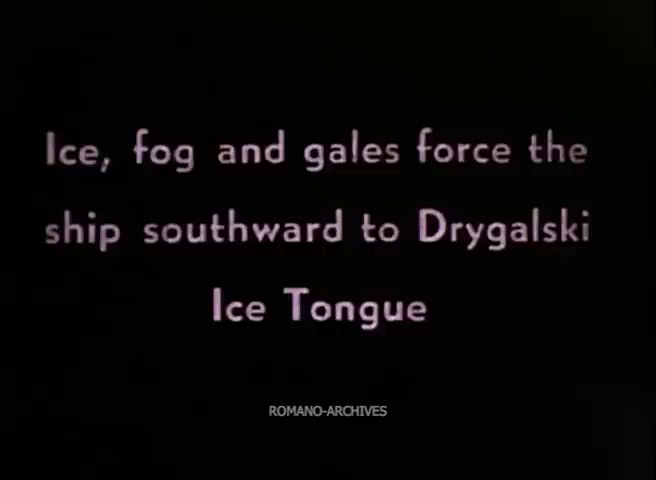 Ice, fog and gales force the
ship southward to Drygalski
Ice Tongue
ROMANO-ARCHIVES